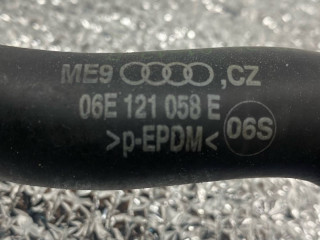 ME9 ,CZ
06E 121 058 E
>p-EPDM< 06S